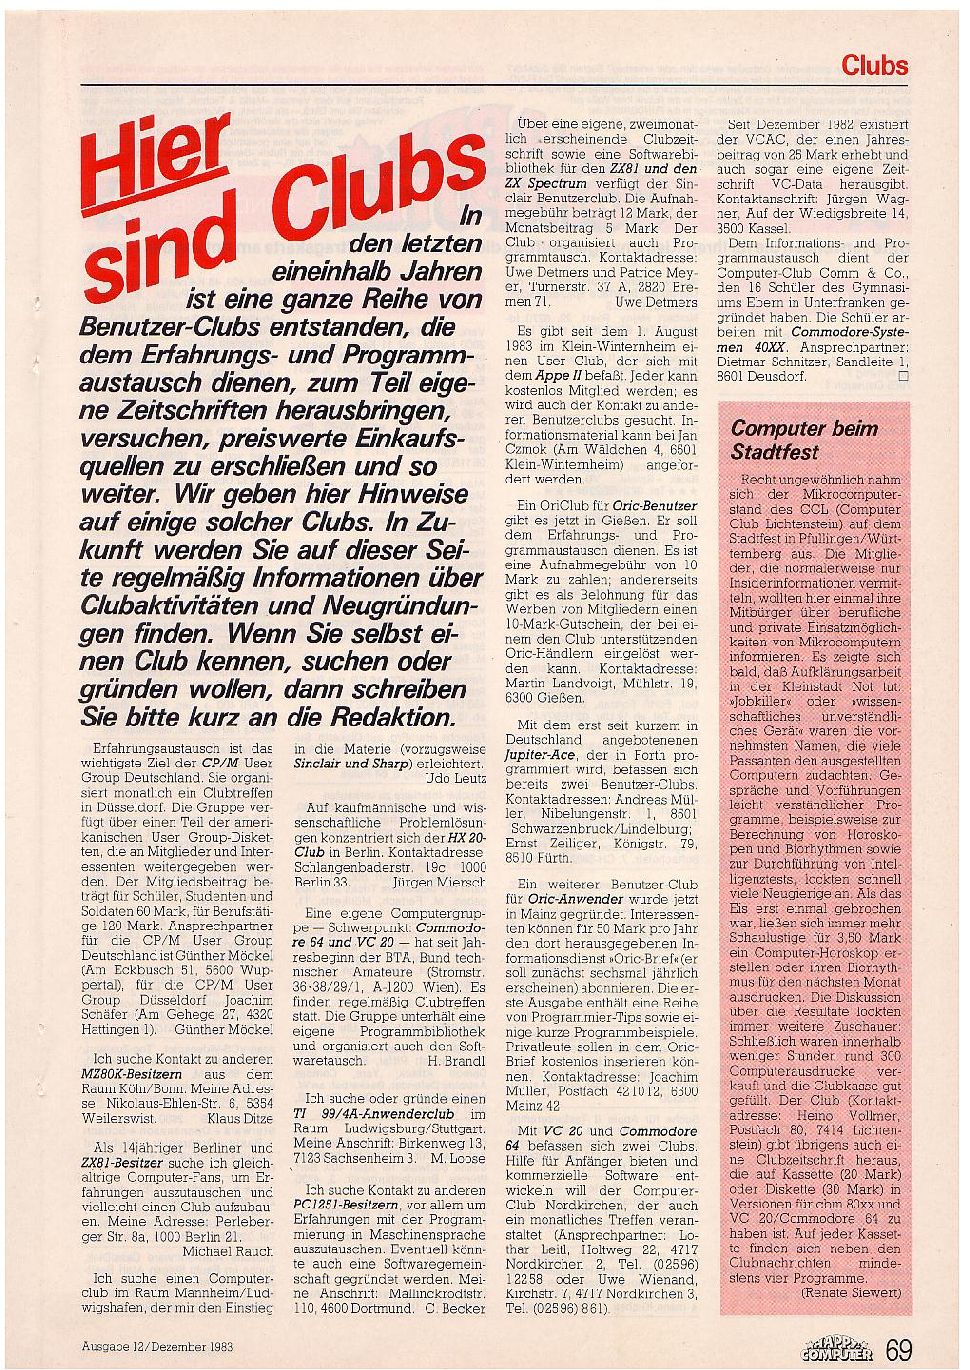 Clubs
Hier
sind Clubs
In
den letzten
eineinhalb Jahren
ist eine ganze Reihe von
Benutzer-Clubs entstanden, die
dem Erfahrungs- und Programm-
austausch dienen, zum Teil eige-
ne Zeitschriften herausbringen,
versuchen, preiswerte Einkaufs-
quellen zu erschließen und so
weiter. Wir geben hier Hinweise
auf einige solcher Clubs. In Zu-
kunft werden Sie auf dieser Sei-
te regelmäßig Informationen über
Clubaktivitäten und Neugründun-
gen finden. Wenn Sie selbst ei-
nen Club kennen, suchen oder
gründen wollen, dann schreiben
Sie bitte kurz an die Redaktion.
Erfahrungsaustausch ist das
wichtigste Ziel der CP/M User
Group Deutschland. Sie organi-
siert monatlich ein Clubtreffen
in Düsseldorf. Die Gruppe ver-
fügt über einen Teil der ameri-
kanischen User Group-Disket-
ten, die an Mitglieder und Inter-
essenten weitergegeben wer-
den. Der Mitgliedsbeitrag be-
trägt für Schüler, Studenten und
Soldaten 60 Mark, für Berufstäti-
ge 120 Mark. Ansprechpartner
für die CP/M User Group
Deutschland ist Günther Möckel
(Am Eckbusch 51, 5600 Wup-
pertal), für die CP/M User
Group Düsseldorf Joachim
Schäfer (Am Gehege 27, 4320
Hattingen 1). Günther Möckel
Ich suche Kontakt zu anderen
MZ80K-Besitzern aus dem
Raum Köln/Bonn. Meine Adres-
se Nikolaus-Ehlen-Str. 6, 5354
Weilerswist. Klaus Ditze
Als 14jähriger Berliner und
ZX81-Besitzer suche ich gleich-
altrige Computer-Fans, um Er-
fahrungen auszutauschen und
vielleicht einen Club aufzubau
en. Meine Adresse: Perleber-
ger Str. 8a, 1000 Berlin 21.
Michael Rauch
Ich suche einen Computer-
club im Raum Mannheim/Lud-
wigshafen, der mir den Einstieg
in die Materie (vorzugsweise
Sinclair und Sharp) erleichtert.
Udo Leutz
Auf kaufmännische und wis-
senschaftliche Problemlösun-
gen konzentriert sich der HX 20-
Club in Berlin. Kontaktadresse
Schlangenbaderstr. 19c 1000
Berlin 33 Jürgen Miersch
Eine eigene Computergrup-
pe — Schwerpunkt Commodo-
re 64 und VC 20 — hat seit Jah-
resbeginn der BTA, Bund tech-
nischer Amateure (Stromstr.
36-38/29/1, A-1200 Wien). Es
finden regelmäßig Clubtreffen
statt. Die Gruppe unterhält eine
eigene Programmbibliothek
und organisiert auch den Soft-
waretausch. H. Brandl
Ich suche oder gründe einen
TI 99/4A-Anwenderclub im
Raum Ludwigsburg/Stuttgart.
Meine Anschrift: Birkenweg 13,
7123 Sachsenheim 3. M. Loose
Ich suche Kontakt zu anderen
PC1251-Besitzern, vor allem um
Erfahrungen mit der Program-
mierung in Maschinensprache
auszutauschen. Eventuell könn-
te auch eine Softwaregemein-
schaft gegründet werden. Mei-
ne Anschrift: Mallinckrodtstr.
110, 4600 Dortmund. C. Becker
Über eine eigene, zweimonat-
lich erscheinende Clubzeit-
schrift sowie eine Softwarebi-
bliothek für den ZX81 und den
ZX Spectrum verfügt der Sin-
clair Benutzerclub. Die Aufnah-
megebühr beträgt 12 Mark, der
Monatsbeitrag 5 Mark Der
Club organisiert auch Pro-
grammtausch. Kontaktadresse:
Uwe Detmers und Patrice Mey-
er, Turnerstr. 37 A, 2820 Bre-
men 71. Uwe Detmers
Es gibt seit dem 1. August
1983 im Klein-Winternheim ei-
nen User Club, der sich mit
dem Appe II befaßt. Jeder kann
kostenlos Mitglied werden; es
wird auch der Kontakt zu ande-
rer. Benutzerclubs gesucht. In-
formationsmaterial kann bei Jan
Czmok (Am Wäldchen 4, 6501
Klein-Winternheim) angefor-
dert werden.
Ein OriClub für Oric-Benutzer
gibt es jetzt in Gießen. Er soll
dem Erfahrungs- und Pro-
grammaustausch dienen. Es ist
eine Aufnahmegebühr von 10
Mark zu zahlen; andererseits
gibt es als Belohnung für das
Werben von Mitgliedern einen
10-Mark-Gutschein, der bei ei-
nem den Club unterstützenden
Oric-Händlern eingelöst wer-
den kann. Kontaktadresse:
Martin Landvoigt, Mühlstr. 19,
6300 Gießen.
Mit dem erst seit kurzem in
Deutschland angebotenenen
Jupiter-Ace, der in Forth pro-
grammiert wird, befassen sich
bereits zwei Benutzer-Clubs.
Kontaktadressen: Andreas Mül-
ler, Nibelungenstr. 1, 8501
Schwarzenbruck/Lindelburg;
Ernst Zeiliger, Königstr. 79,
8510 Fürth.
Ein weiterer Benutzer-Club
für Oric-Anwender wurde jetzt
in Mainz gegründet. Interessen-
ten können für 50 Mark pro Jahr
den dort herausgegebenen In-
formationsdienst »Oric-Brief« (er
soll zunächst sechsmal jährlich
erscheinen) abonnieren. Die er-
ste Ausgabe enthält eine Reihe
von Programmier-Tips sowie ei-
nige kurze Programmbeispiele.
Privatleute sollen in dem Oric-
Brief kostenlos inserieren kön-
nen. Kontaktadresse: Joachim
Müller, Postfach 421012, 6500
Mainz 42
Mit VC 20 und Commodore
64 befassen sich zwei Clubs.
Hilfe für Anfänger bieten und
kommerzielle Software ent-
wickeln will der Computer-
Club Nordkirchen, der auch
ein monatliches Treffen veran-
staltet (Ansprechpartner: Lo-
thar Leitl, Holtweg 22, 4717
Nordkirchen 2, Tel. (02596)
12258 oder Uwe Wienand,
Kirchstr. 7, 4717 Nordkirchen 3,
Tel. (02596) 861).
Seit Dezember 1982 existiert
der VCAC, der einen Jahres-
beitrag von 25 Mark erhebt und
auch sogar eine eigene Zeit-
schrift VC-Data herausgibt.
Kontaktanschrift: Jürgen Wag-
ner, Auf der Wiedigsbreite 14,
3500 Kassel.
Dem Informations- und Pro-
grammaustausch dient der
Computer-Club Comm & Co.,
den 16 Schüler des Gymnasi-
ums Ebern in Unterfranken ge-
gründet haben. Die Schüler ar-
beiten mit Commodore-Syste-
men 40XX. Ansprechpartner:
Dietmar Schnitzer, Sandleite 1,
8601 Deusdorf.
Computer beim
Stadtfest
Recht ungewöhnlich nahm
sich der Mikrocomputer-
stand des CCL (Computer
Club Lichtenstein) auf dem
Stadtfest in Pfullingen/Würt-
temberg aus. Die Mitglie-
der, die normalerweise nur
Insiderinformationen vermit-
teln, wollten hier einmal ihre
Mitbürger über berufliche
und private Einsatzmöglich-
keiten von Mikrocomputern
informieren. Es zeigte sich
bald, daß Aufklärungsarbeit
in der Kleinstadt Not tut:
»Jobkiller« oder »wissen-
schaftliches unverständli-
ches Gerät« waren die vor-
nehmsten Namen, die viele
Passanten den ausgestellten
Computern zudachten. Ge-
spräche und Vorführungen
leicht verständlicher Pro-
gramme, beispielsweise zur
Berechnung von Horosko-
pen und Biorhythmen sowie
zur Durchführung von Intel-
ligenztests, lockten schnell
viele Neugierige an. Als das
Eis erst einmal gebrochen
war, ließen sich immer mehr
Schaulustige für 3,50 Mark
ein Computer-Horoskop er-
stellen oder ihren Biorhyth-
mus für den nächsten Monat
ausdrucken. Die Diskussion
über die Resultate lockten
immer weitere Zuschauer:
Schließlich waren innerhalb
weniger Stunden rund 300
Computerausdrucke ver-
kauft und die Clubkasse gut
gefüllt. Der Club (Kontakt-
adresse: Heino Vollmer,
Postfach 80, 7414 Lichten-
stein) gibt übrigens auch ei-
ne Clubzeitschrift heraus,
die auf Kassette (20 Mark)
oder Diskette (30 Mark) in
Versionen für cbm 80xx und
VC 20/Commodore 64 zu
haben ist. Auf jeder Kasset-
te finden sich neben den
Clubnachrichten minde-
stens vier Programme.
(Renate Siewert)
Ausgabe 12/Dezember 1983
HAPPY
COMPUTER
69